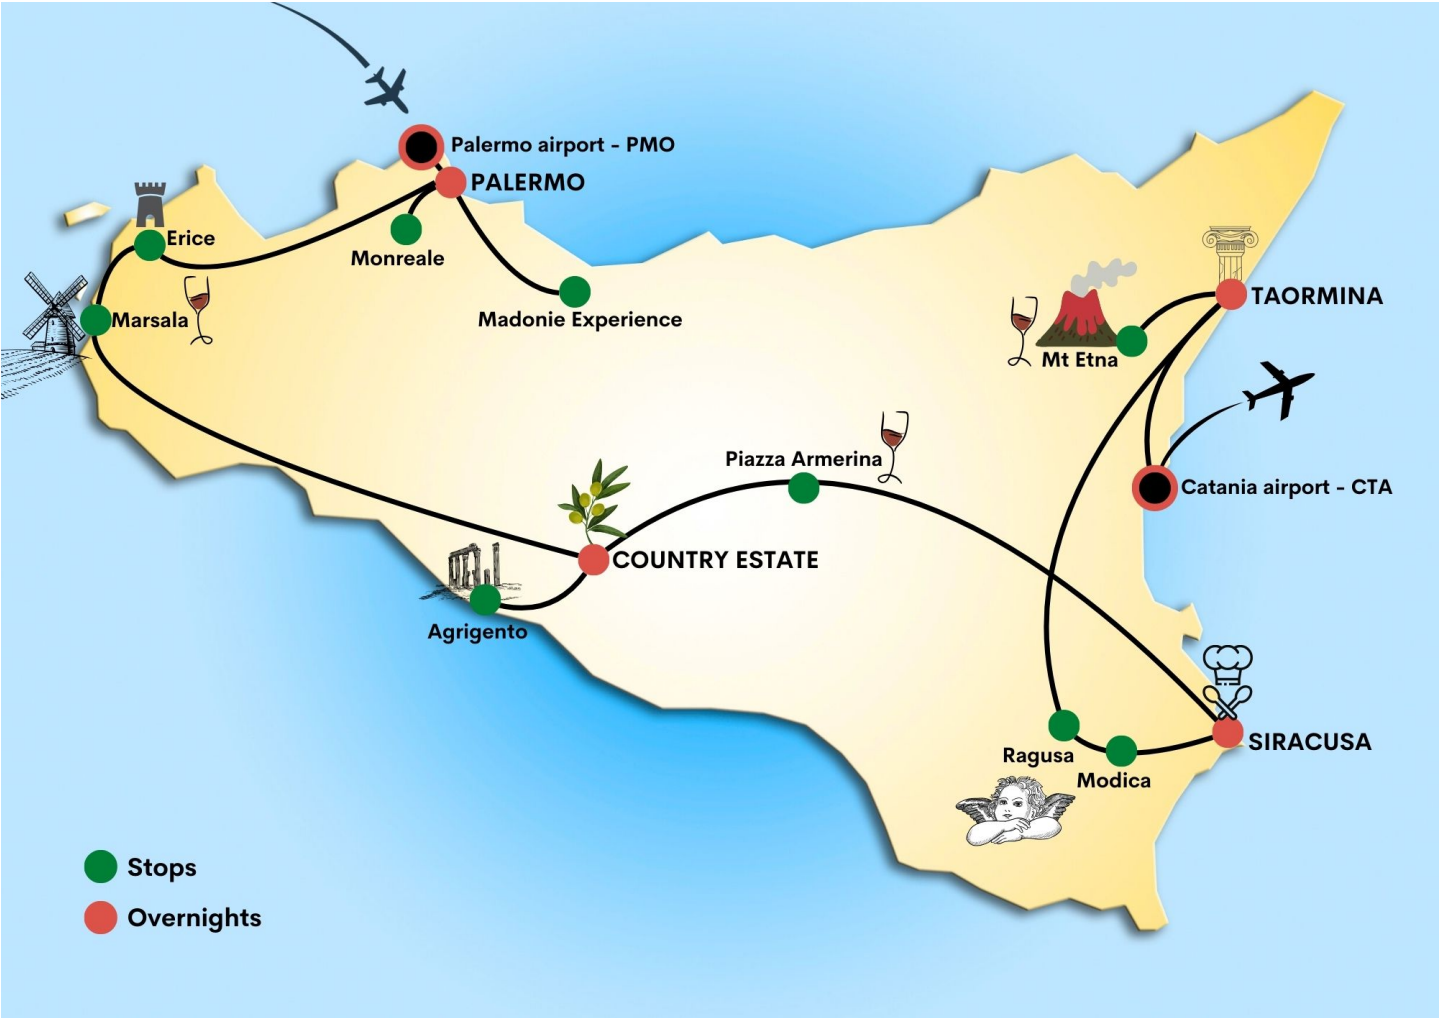 Palermo airport - PMO
PALERMO
Erice
Monreale
Marsala
Madonie Experience
TAORMINA
Mt Etna
Piazza Armerina
Catania airport - CTA
COUNTRY ESTATE
Agrigento
SIRACUSA
Ragusa
Modica
Stops
Overnights